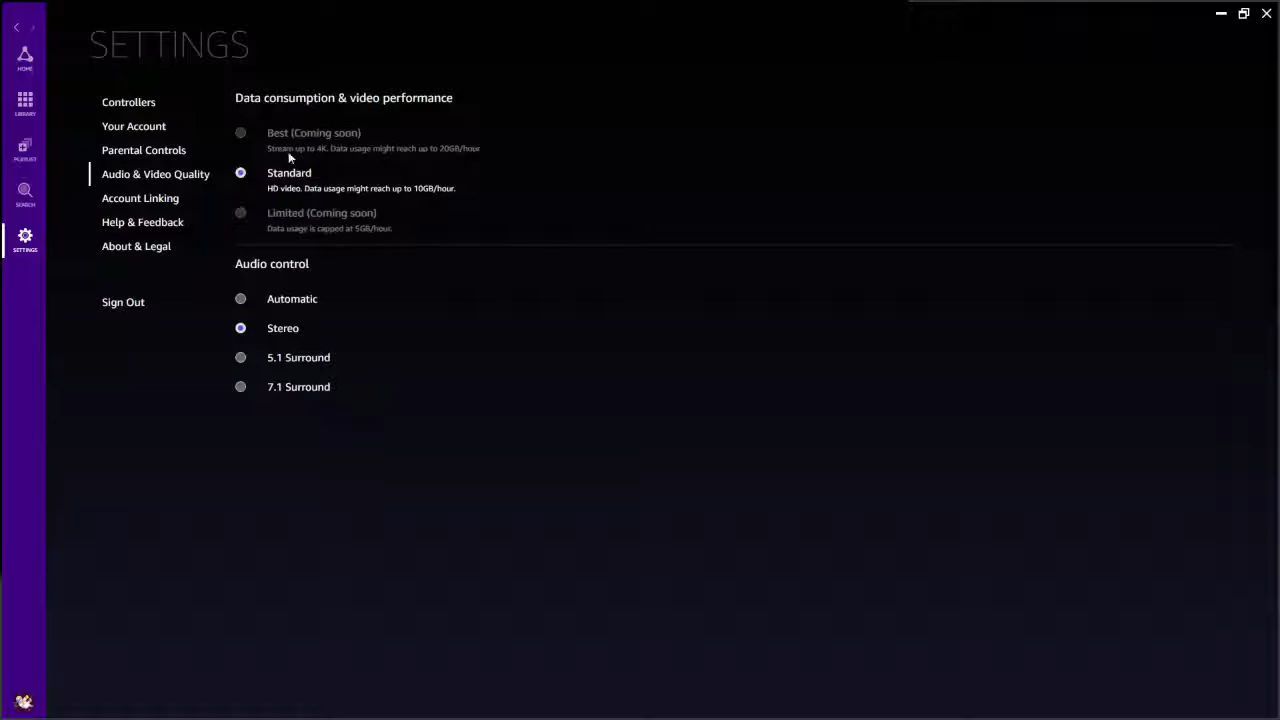 SETTINGS
HOME
LIBRARY
PLAYLIST
SEARCH
SETTINGS
Controllers
Your Account
Parental Controls
Audio & Video Quality
Account Linking
Help & Feedback
About & Legal
Sign Out
Data consumption & video performance
Best (Coming soon)
Stream up to 4K. Data usage might reach up to 20GB/hour
Standard
HD video. Data usage might reach up to 10GB/hour.
Limited (Coming soon)
Data usage is capped at 5GB/hour.
Audio control
Automatic
Stereo
5.1 Surround
7.1 Surround